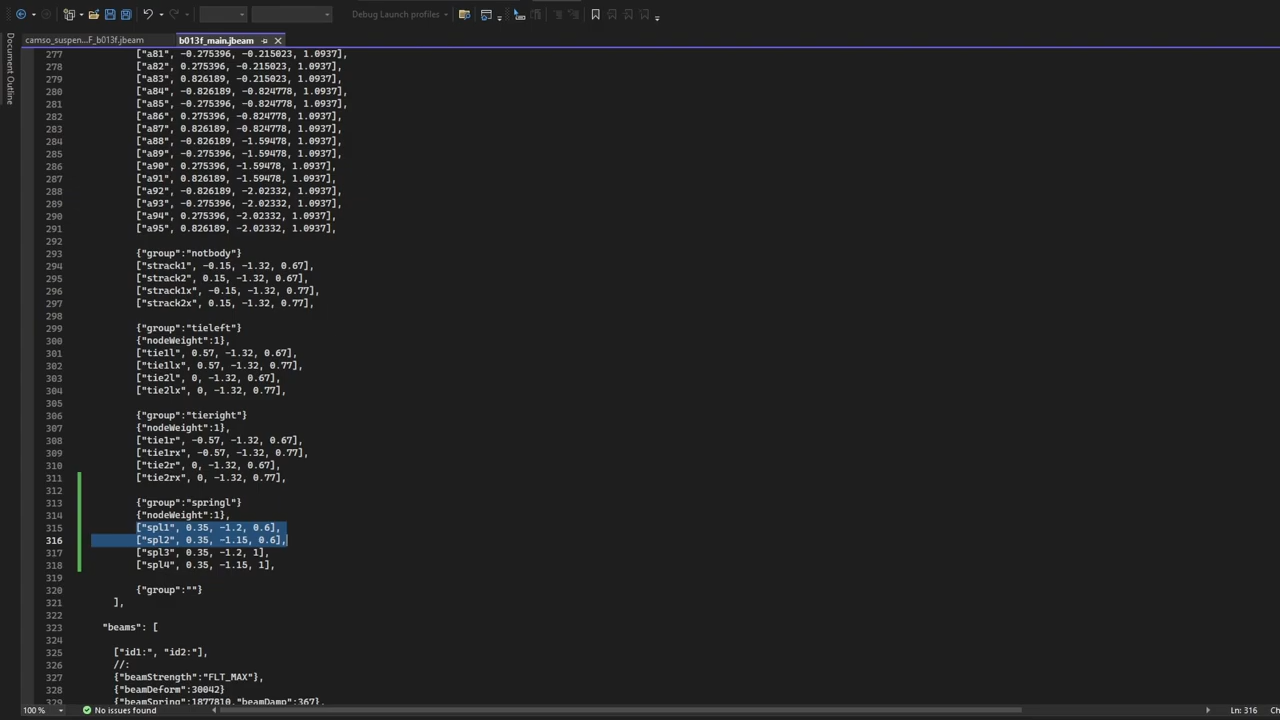 Debug Launch profiles
Document Outline
camso_suspen...F_b013f.jbeam
b013f_main.jbeam
277 ["a81", -0.275396, -0.215023, 1.0937],
278 ["a82", 0.275396, -0.215023, 1.0937],
279 ["a83", 0.826189, -0.215023, 1.0937],
280 ["a84", -0.826189, -0.824778, 1.0937],
281 ["a85", -0.275396, -0.824778, 1.0937],
282 ["a86", 0.275396, -0.824778, 1.0937],
283 ["a87", 0.826189, -0.824778, 1.0937],
284 ["a88", -0.826189, -1.59478, 1.0937],
285 ["a89", -0.275396, -1.59478, 1.0937],
286 ["a90", 0.275396, -1.59478, 1.0937],
287 ["a91", 0.826189, -1.59478, 1.0937],
288 ["a92", -0.826189, -2.02332, 1.0937],
289 ["a93", -0.275396, -2.02332, 1.0937],
290 ["a94", 0.275396, -2.02332, 1.0937],
291 ["a95", 0.826189, -2.02332, 1.0937],
292
293 {"group":"notbody"}
294 ["strack1", -0.15, -1.32, 0.67],
295 ["strack2", 0.15, -1.32, 0.67],
296 ["strack1x", -0.15, -1.32, 0.77],
297 ["strack2x", 0.15, -1.32, 0.77],
298
299 {"group":"tieleft"}
300 {"nodeWeight":1},
301 ["tie1l", 0.57, -1.32, 0.67],
302 ["tie1lx", 0.57, -1.32, 0.77],
303 ["tie2l", 0, -1.32, 0.67],
304 ["tie2lx", 0, -1.32, 0.77],
305
306 {"group":"tieright"}
307 {"nodeWeight":1},
308 ["tie1r", -0.57, -1.32, 0.67],
309 ["tie1rx", -0.57, -1.32, 0.77],
310 ["tie2r", 0, -1.32, 0.67],
311 ["tie2rx", 0, -1.32, 0.77],
312
313 {"group":"springl"}
314 {"nodeWeight":1},
315 ["spl1", 0.35, -1.2, 0.6],
316 ["spl2", 0.35, -1.15, 0.6],
317 ["spl3", 0.35, -1.2, 1],
318 ["spl4", 0.35, -1.15, 1],
319
320 {"group":""}
321 ],
322
323 "beams": [
324
325 ["id1:", "id2:"],
326 //:
327 {"beamStrength":"FLT_MAX"},
328 {"beamDeform":30042}
329 {"beamSpring":1877810,"beamDamp":367},
100 % No issues found Ln: 316 Ch